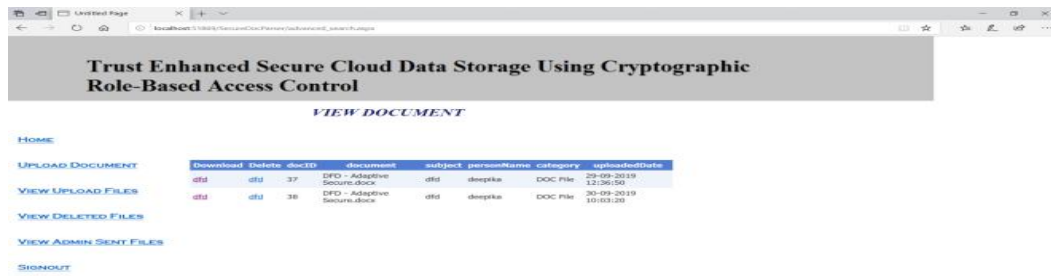 Untitled Page
localhost:51669/SecureDocParser/advanced_search.aspx
Trust Enhanced Secure Cloud Data Storage Using Cryptographic
Role-Based Access Control
VIEW DOCUMENT
HOME
UPLOAD DOCUMENT
VIEW UPLOAD FILES
VIEW DELETED FILES
VIEW ADMIN SENT FILES
SIGNOUT
Download Delete docID document subject personName category uploadedDate
dfd dfd 37 DFD - Adaptive Secure.docx dfd deepika DOC File 29-09-2019 12:36:50
dfd dfd 38 DFD - Adaptive Secure.docx dfd deepika DOC File 30-09-2019 10:03:20